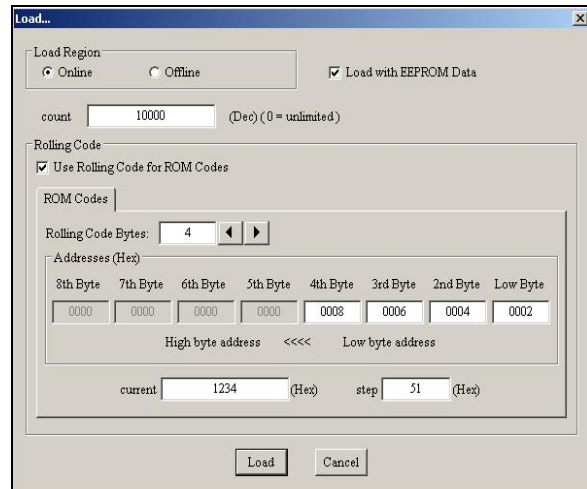 Load...
Load Region
Online Offline
Load with EEPROM Data
count 10000 (Dec) ( 0 = unlimited )
Rolling Code
Use Rolling Code for ROM Codes
ROM Codes
Rolling Code Bytes: 4
Addresses (Hex)
8th Byte 7th Byte 6th Byte 5th Byte 4th Byte 3rd Byte 2nd Byte Low Byte
0000 0000 0000 0000 0008 0006 0004 0002
High byte address <<<< Low byte address
current 1234 (Hex) step 51 (Hex)
Load Cancel